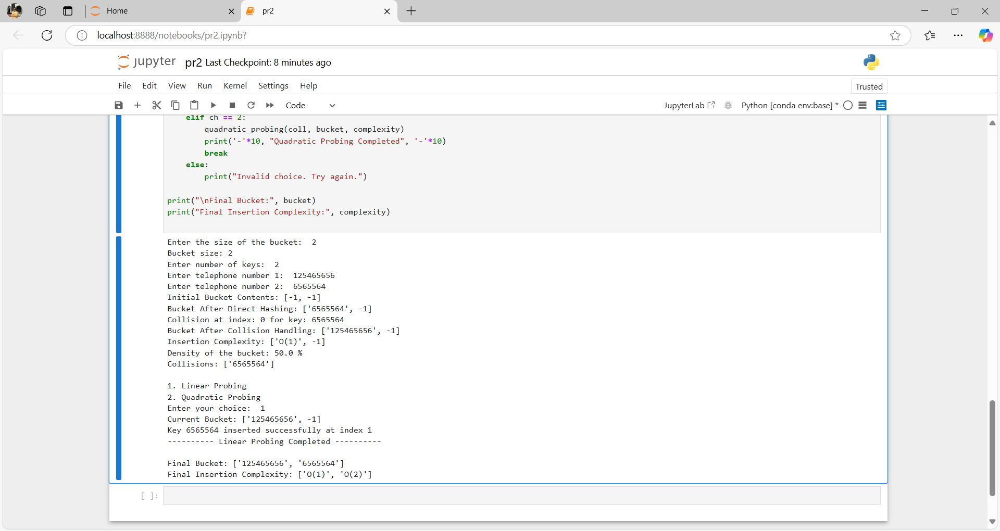 Home
pr2
localhost:8888/notebooks/pr2.ipynb?
jupyter pr2 Last Checkpoint: 8 minutes ago
File Edit View Run Kernel Settings Help
Trusted
Code
JupyterLab Python [conda env:base] *
elif ch == 2:
quadratic_probing(coll, bucket, complexity)
print('-'*10, "Quadratic Probing Completed", '-'*10)
break
else:
print("Invalid choice. Try again.")
print("\nFinal Bucket:", bucket)
print("Final Insertion Complexity:", complexity)
Enter the size of the bucket:  2
Bucket size: 2
Enter number of keys:  2
Enter telephone number 1:  125465656
Enter telephone number 2:  6565564
Initial Bucket Contents: [-1, -1]
Bucket After Direct Hashing: ['6565564', -1]
Collision at index: 0 for key: 6565564
Bucket After Collision Handling: ['125465656', -1]
Insertion Complexity: ['O(1)', -1]
Density of the bucket: 50.0 %
Collisions: ['6565564']
1. Linear Probing
2. Quadratic Probing
Enter your choice:  1
Current Bucket: ['125465656', -1]
Key 6565564 inserted successfully at index 1
---------- Linear Probing Completed ----------
Final Bucket: ['125465656', '6565564']
Final Insertion Complexity: ['O(1)', 'O(2)']
[ ]: